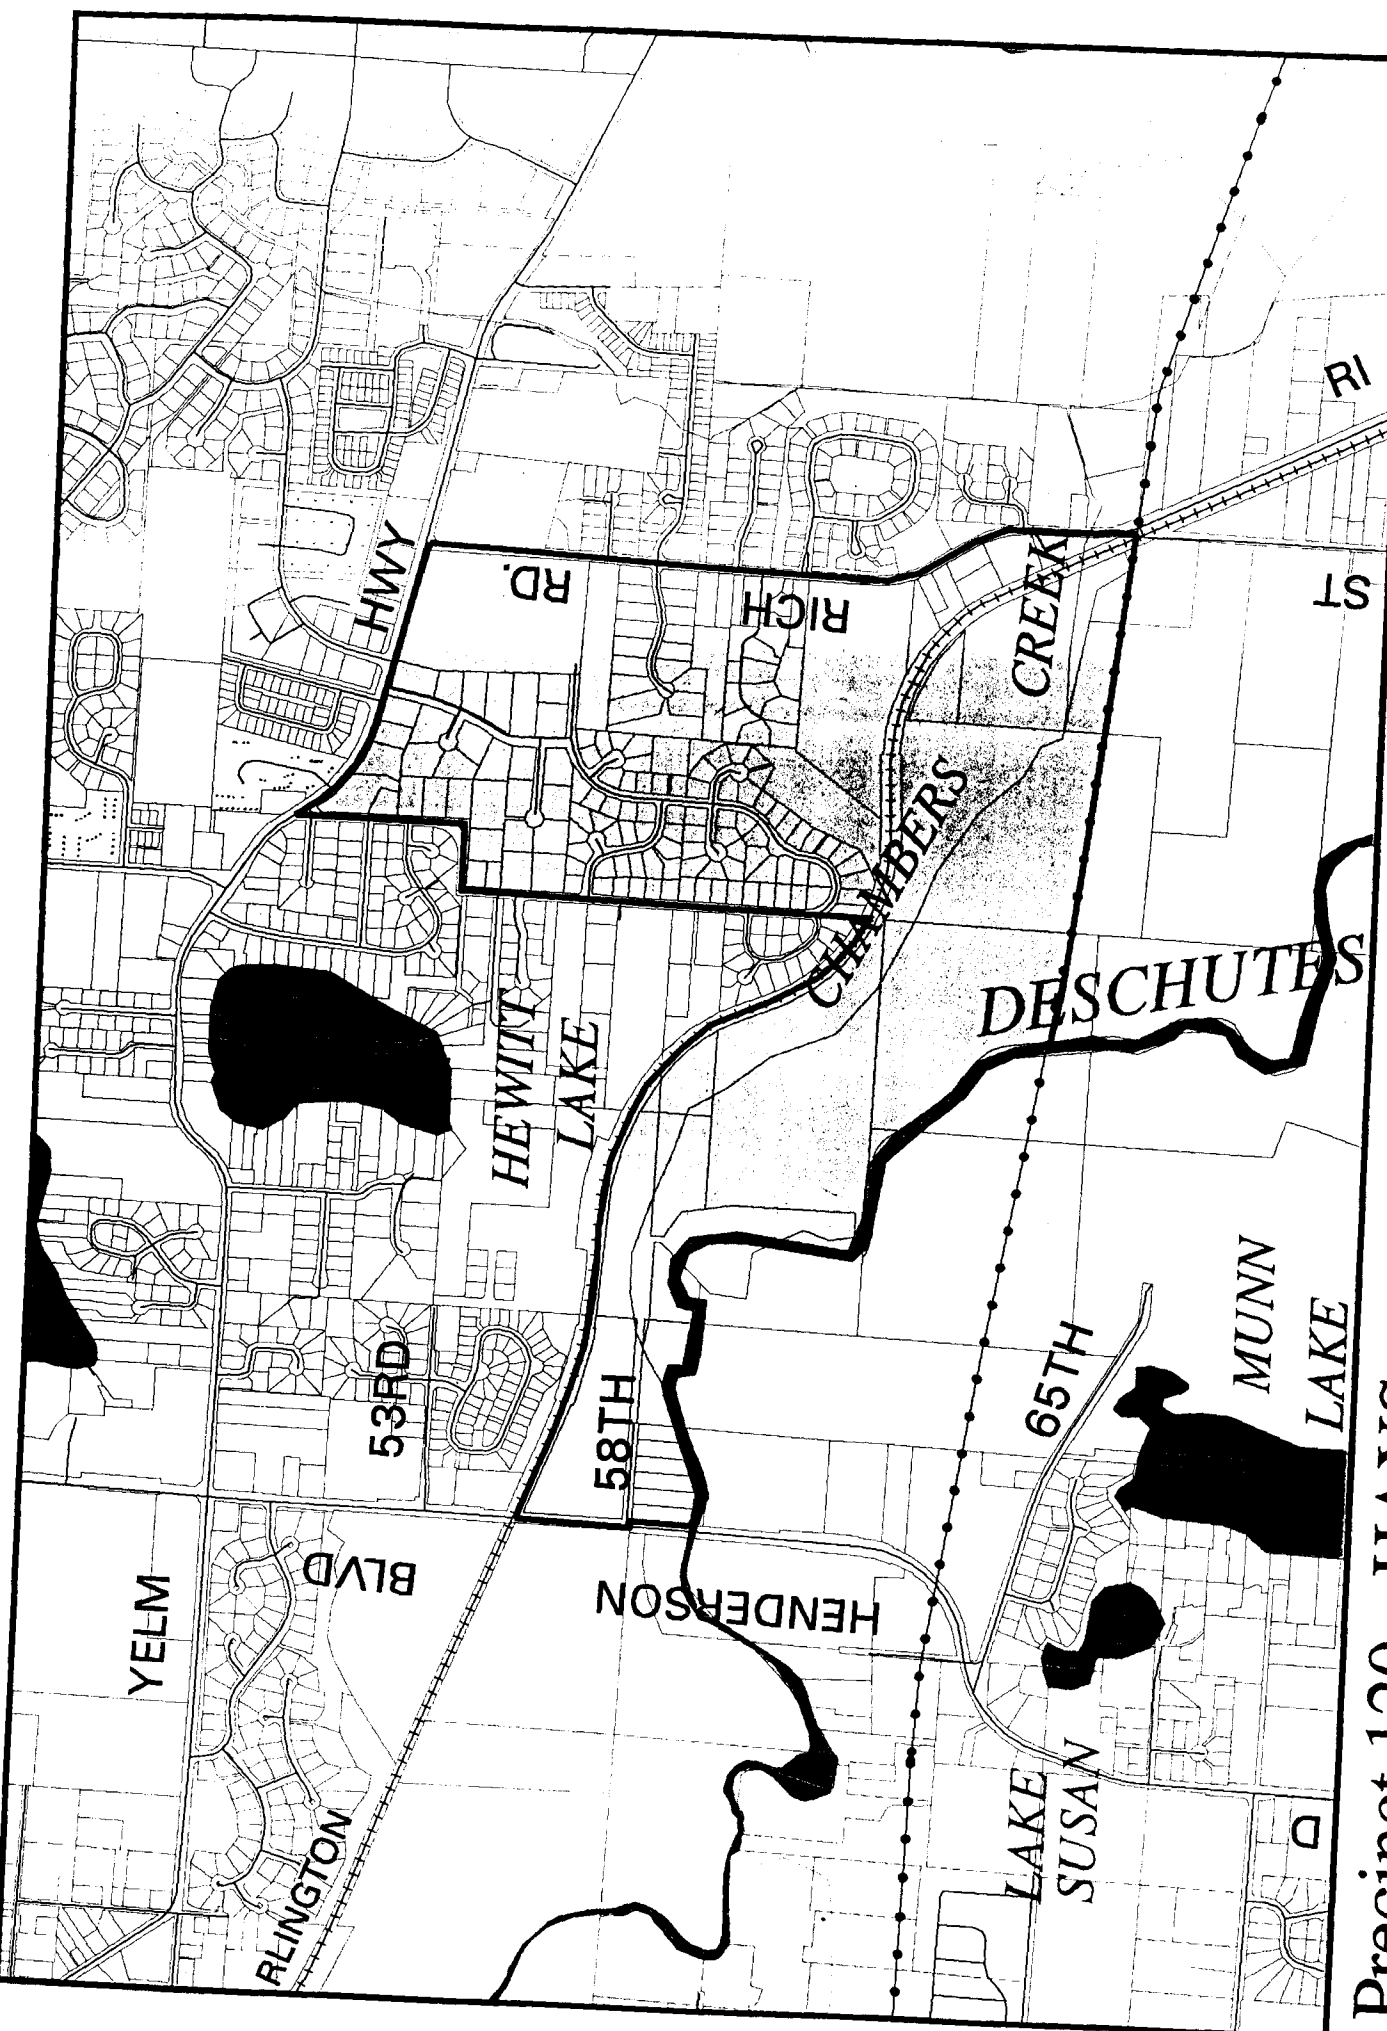 YELM
HWY
BLVD
RD.
53RD
HEWITT
LAKE
RICH
58TH
HENDERSON
CHAMBERS
CREEK
DESCHUTES
65TH
LAKE
SUSAN
MUNN
LAKE
ST
RI
D
RLINGTON
Precinct 120